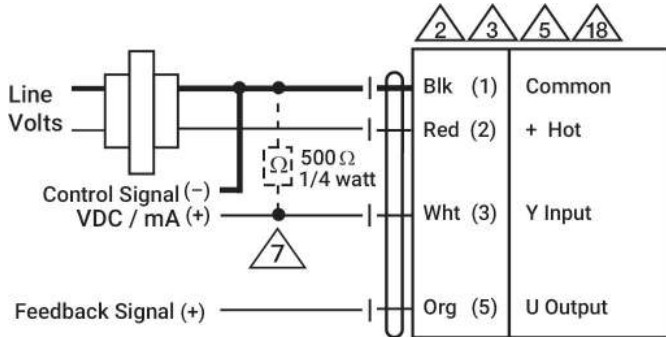 2 3 5 18
Line
Volts
Blk (1) Common
Red (2) + Hot
Ω 500 Ω
1/4 watt
Control Signal (−)
VDC / mA (+)
Wht (3) Y Input
7
Feedback Signal (+)
Org (5) U Output